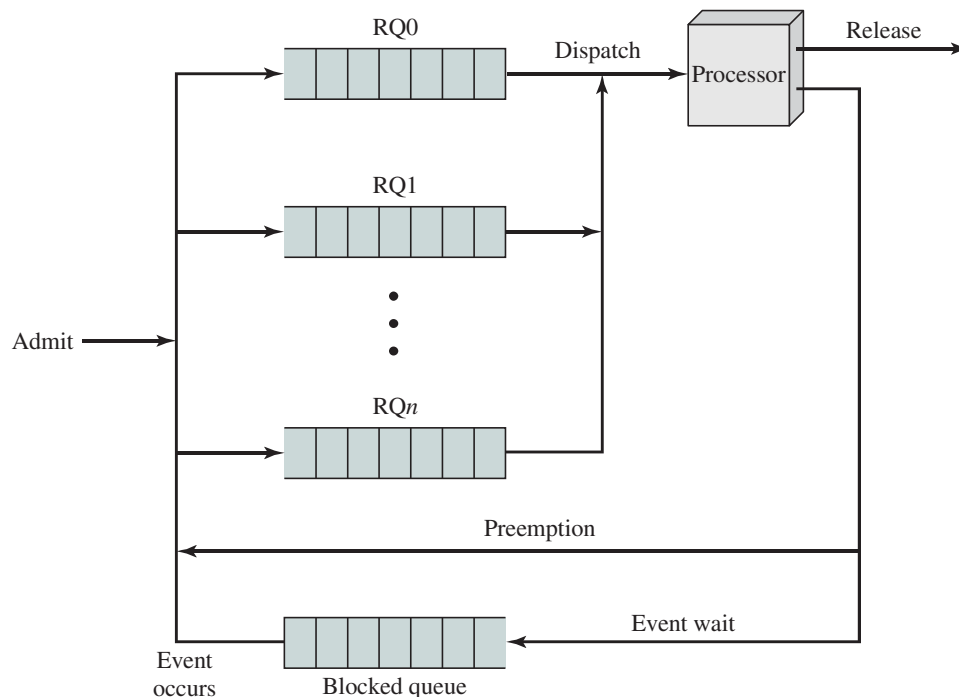 RQ0
Dispatch
Release
Processor
RQ1
Admit
RQn
Preemption
Event wait
Event
occurs
Blocked queue